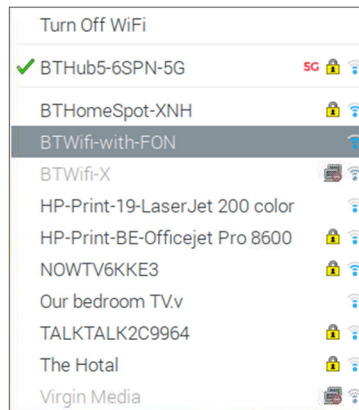 Turn Off WiFi
BTHub5-6SPN-5G 5G
BTHomeSpot-XNH
BTWifi-with-FON
BTWifi-X
HP-Print-19-LaserJet 200 color
HP-Print-BE-Officejet Pro 8600
NOWTV6KKE3
Our bedroom TV.v
TALKTALK2C9964
The Hotal
Virgin Media